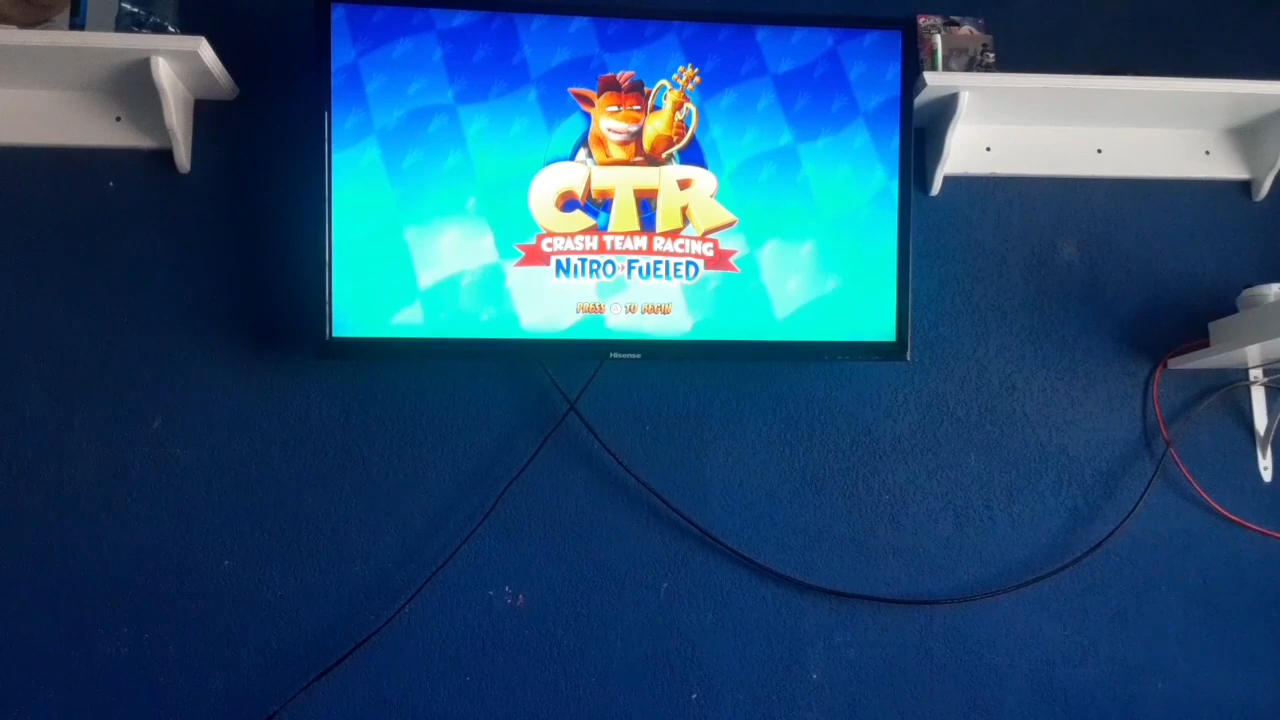 CTR
CRASH TEAM RACING
NITRO FUELED
PRESS A TO BEGIN
Hisense